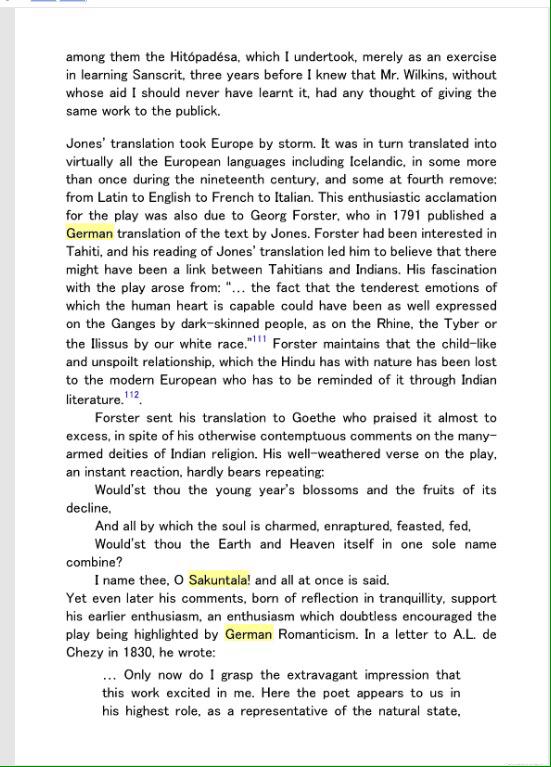 among them the Hitópadésa, which I undertook, merely as an exercise
in learning Sanscrit, three years before I knew that Mr. Wilkins, without
whose aid I should never have learnt it, had any thought of giving the
same work to the publick.
Jones' translation took Europe by storm. It was in turn translated into
virtually all the European languages including Icelandic, in some more
than once during the nineteenth century, and some at fourth remove:
from Latin to English to French to Italian. This enthusiastic acclamation
for the play was also due to Georg Forster, who in 1791 published a
German translation of the text by Jones. Forster had been interested in
Tahiti, and his reading of Jones' translation led him to believe that there
might have been a link between Tahitians and Indians. His fascination
with the play arose from: "... the fact that the tenderest emotions of
which the human heart is capable could have been as well expressed
on the Ganges by dark-skinned people, as on the Rhine, the Tyber or
the Ilissus by our white race."111 Forster maintains that the child-like
and unspoilt relationship, which the Hindu has with nature has been lost
to the modern European who has to be reminded of it through Indian
literature.112.
Forster sent his translation to Goethe who praised it almost to
excess, in spite of his otherwise contemptuous comments on the many-
armed deities of Indian religion. His well-weathered verse on the play,
an instant reaction, hardly bears repeating:
Would'st thou the young year's blossoms and the fruits of its
decline,
And all by which the soul is charmed, enraptured, feasted, fed,
Would'st thou the Earth and Heaven itself in one sole name
combine?
I name thee, O Sakuntala! and all at once is said.
Yet even later his comments, born of reflection in tranquillity, support
his earlier enthusiasm, an enthusiasm which doubtless encouraged the
play being highlighted by German Romanticism. In a letter to A.L. de
Chezy in 1830, he wrote:
... Only now do I grasp the extravagant impression that
this work excited in me. Here the poet appears to us in
his highest role, as a representative of the natural state,